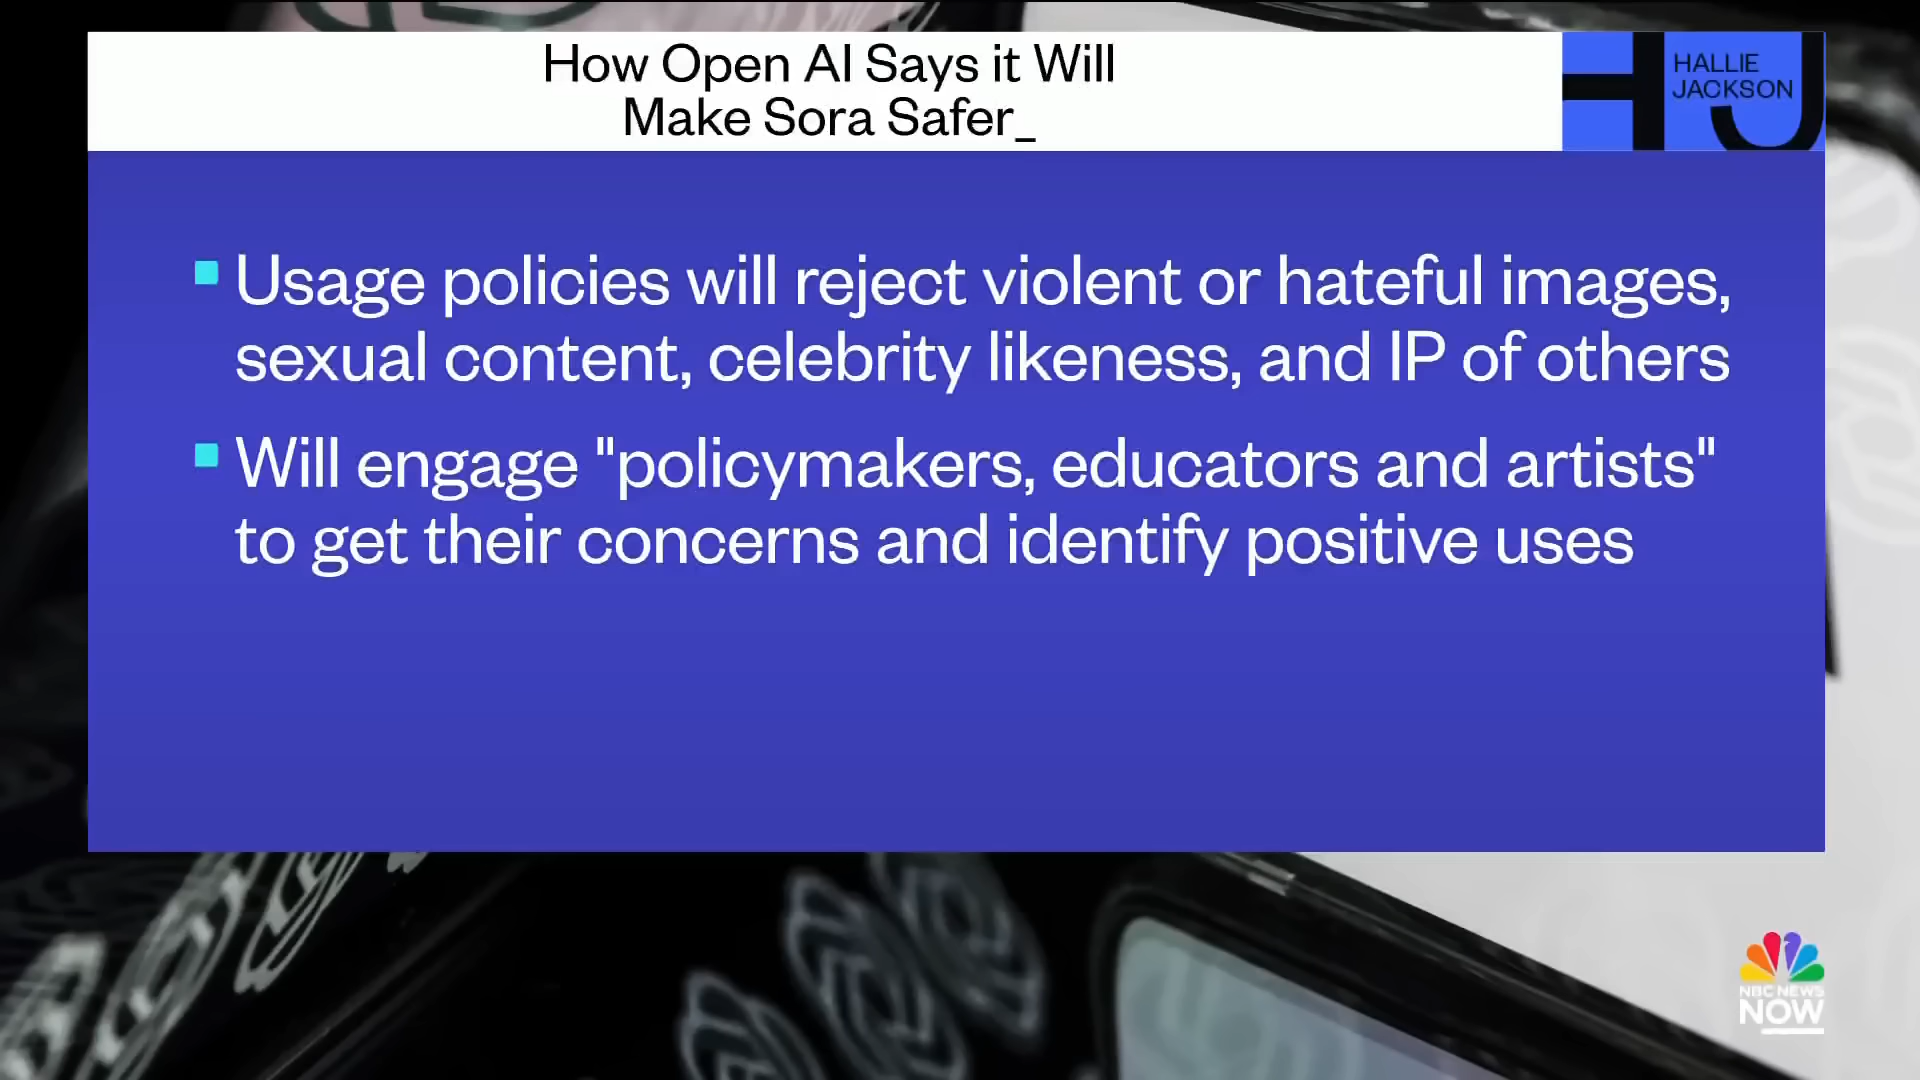 How Open AI Says it Will
Make Sora Safer_
HALLIE
JACKSON
HJ
Usage policies will reject violent or hateful images,
sexual content, celebrity likeness, and IP of others
Will engage "policymakers, educators and artists"
to get their concerns and identify positive uses
NBC NEWS
NOW